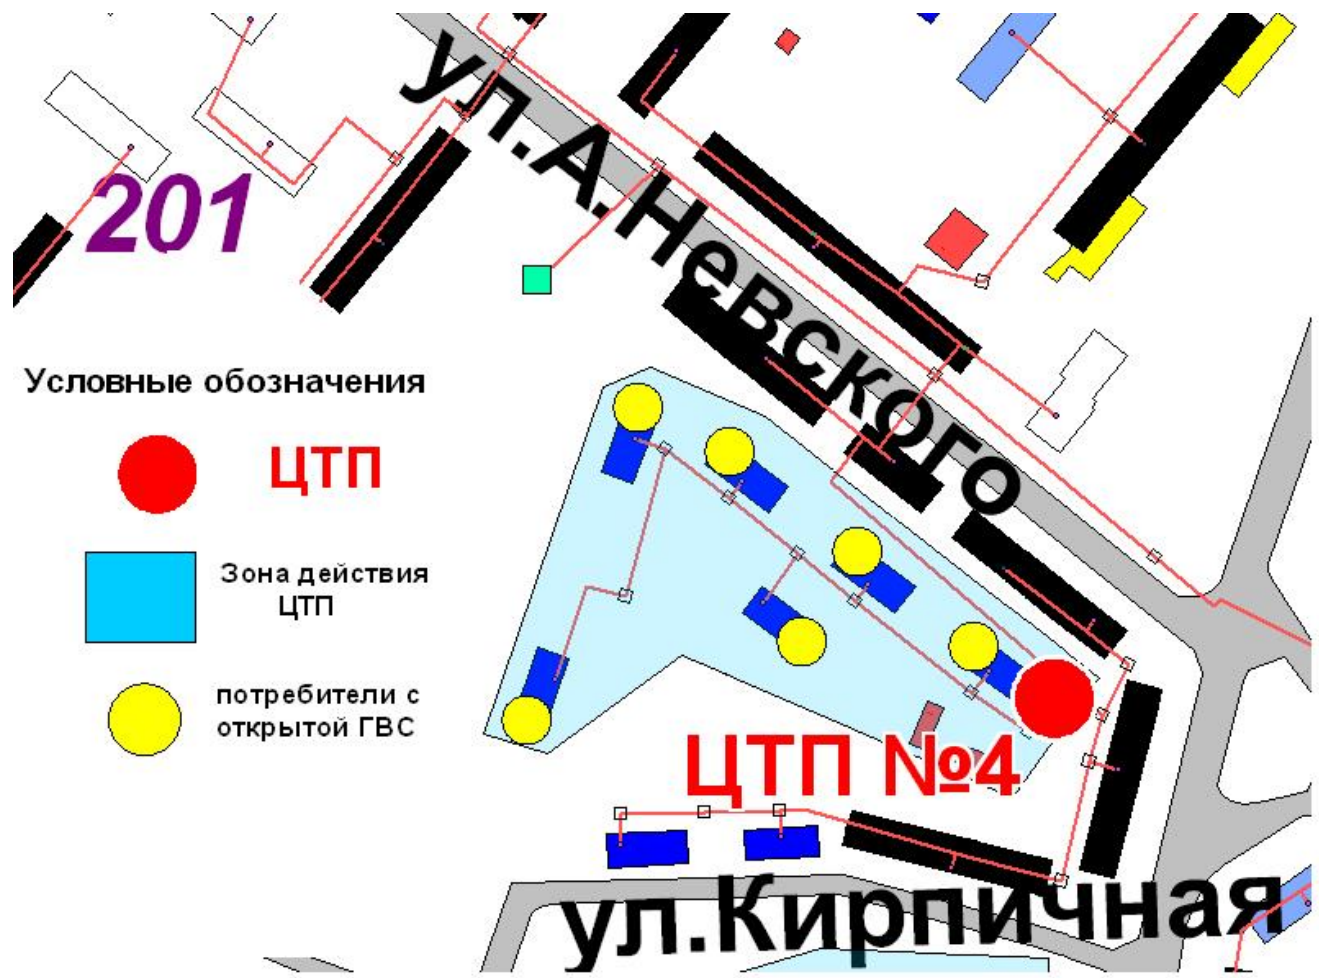 ул.А.Невского
201
Условные обозначения
ЦТП
Зона действия
ЦТП
потребители с
открытой ГВС
ЦТП №4
ул.Кирпичная